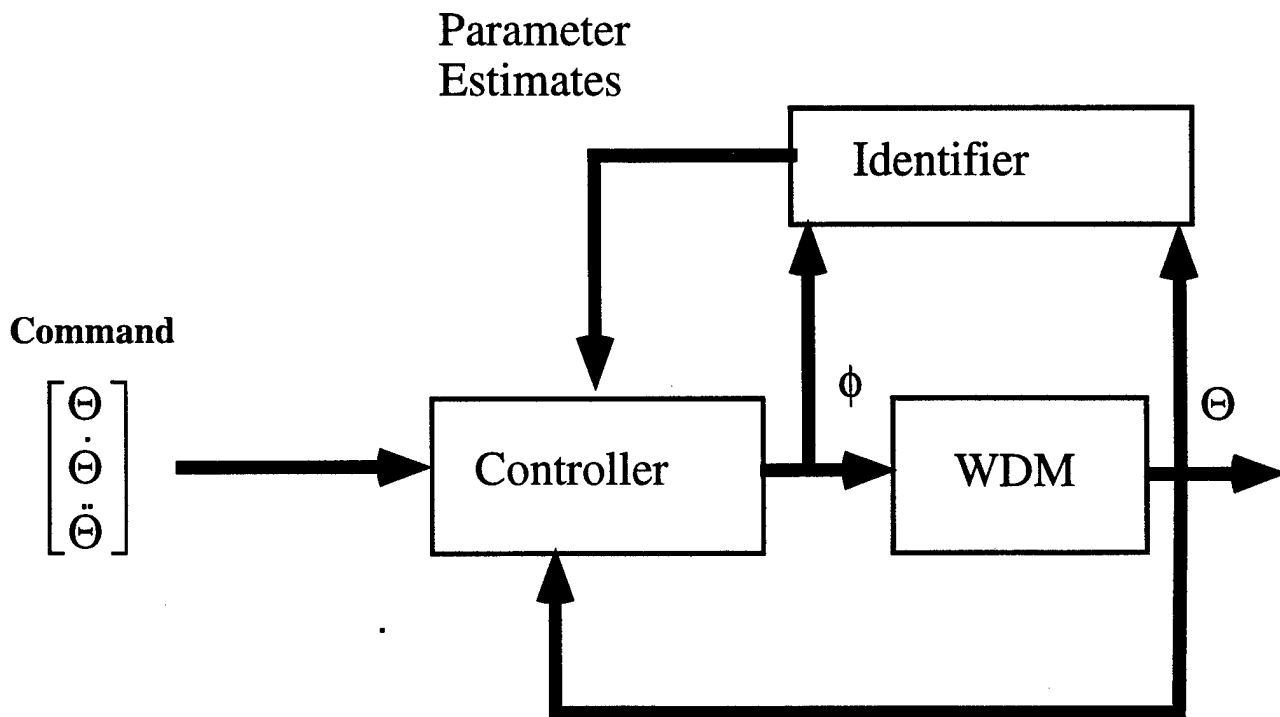 Parameter
Estimates
Identifier
Command
Θ
Θ̇
Θ̈
Controller
ϕ
WDM
Θ